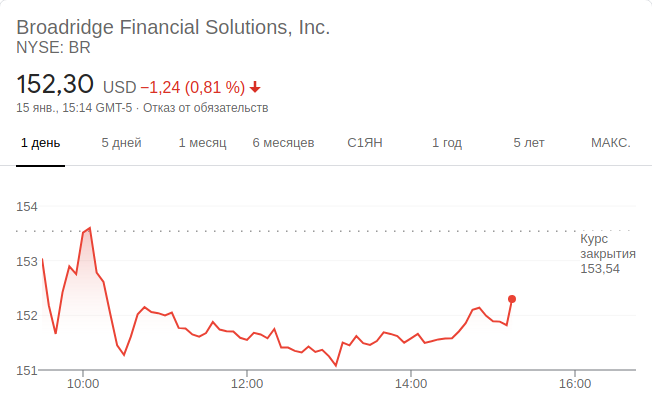 Broadridge Financial Solutions, Inc.
NYSE: BR
152,30 USD −1,24 (0,81 %)
15 янв., 15:14 GMT-5 · Отказ от обязательств
1 день 5 дней 1 месяц 6 месяцев С1ЯН 1 год 5 лет МАКС.
154
153
152
151
Курс
закрытия
153,54
10:00 12:00 14:00 16:00